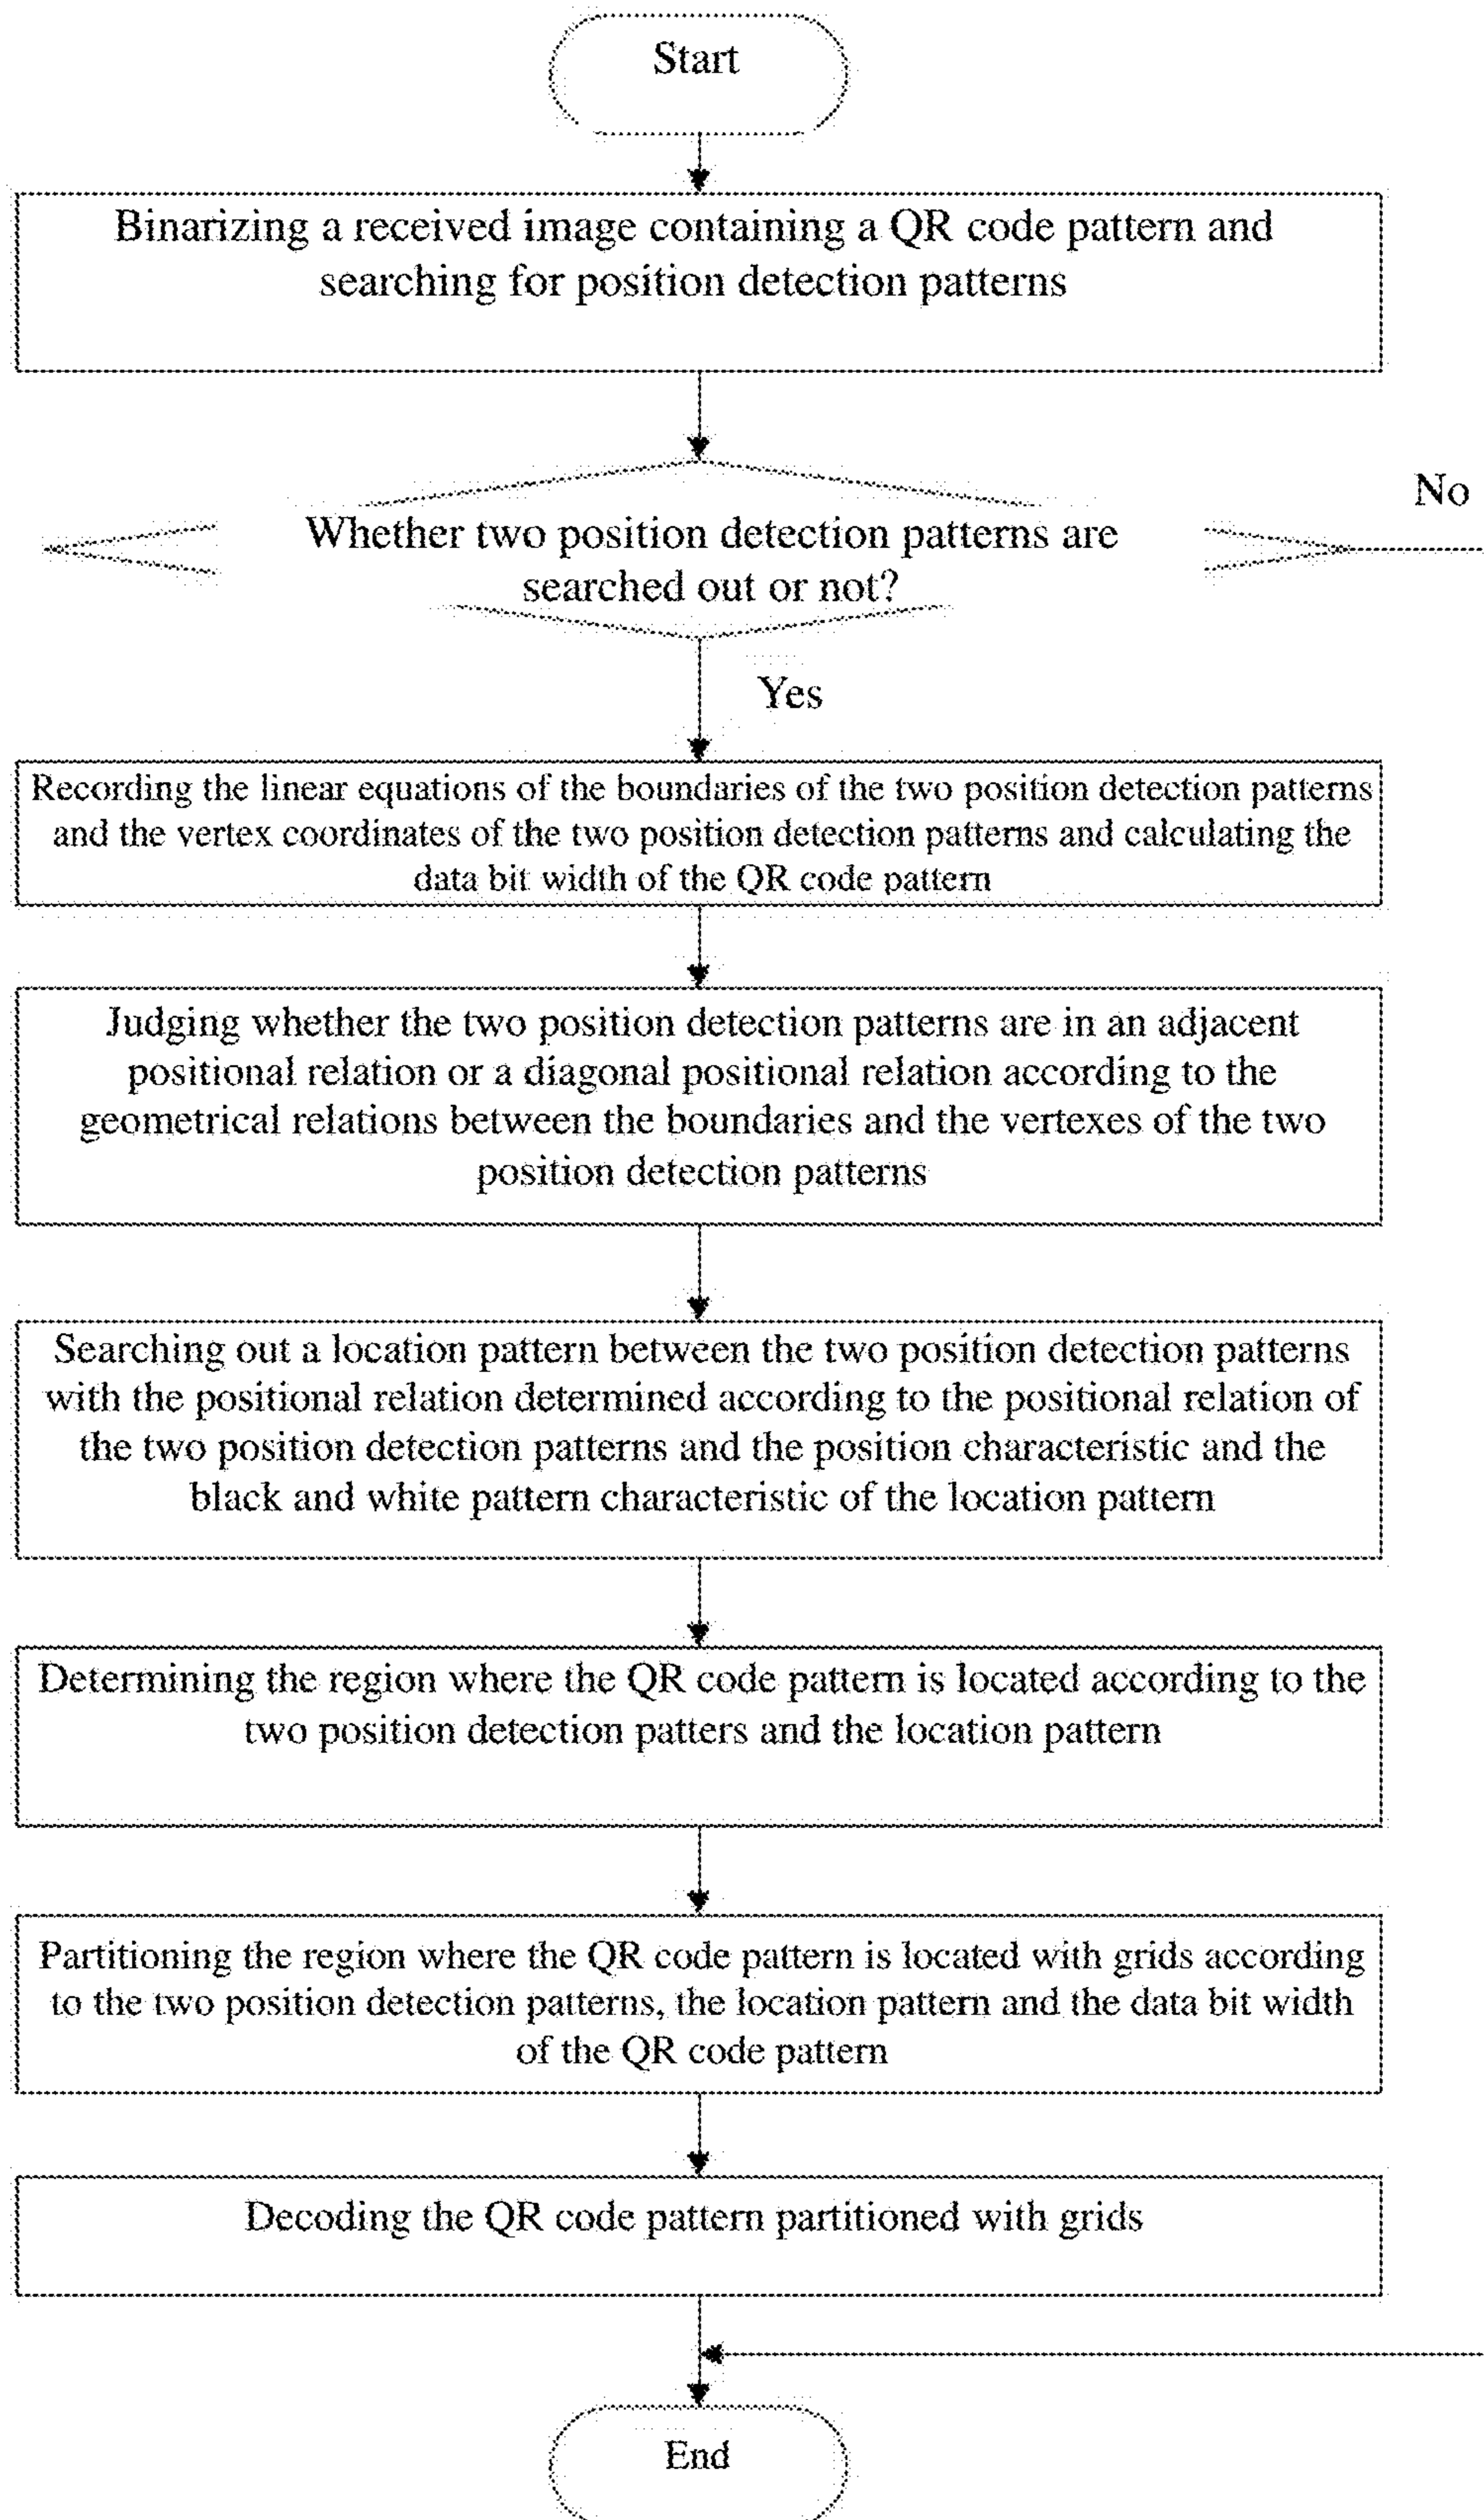 Start
Binarizing a received image containing a QR code pattern and
searching for position detection patterns
No
Whether two position detection patterns are
searched out or not?
Yes
Recording the linear equations of the boundaries of the two position detection patterns
and the vertex coordinates of the two position detection patterns and calculating the
data bit width of the QR code pattern
Judging whether the two position detection patterns are in an adjacent
positional relation or a diagonal positional relation according to the
geometrical relations between the boundaries and the vertexes of the two
position detection patterns
Searching out a location pattern between the two position detection patterns
with the positional relation determined according to the positional relation of
the two position detection patterns and the position characteristic and the
black and white pattern characteristic of the location pattern
Determining the region where the QR code pattern is located according to the
two position detection patters and the location pattern
Partitioning the region where the QR code pattern is located with grids according
to the two position detection patterns, the location pattern and the data bit width
of the QR code pattern
Decoding the QR code pattern partitioned with grids
End